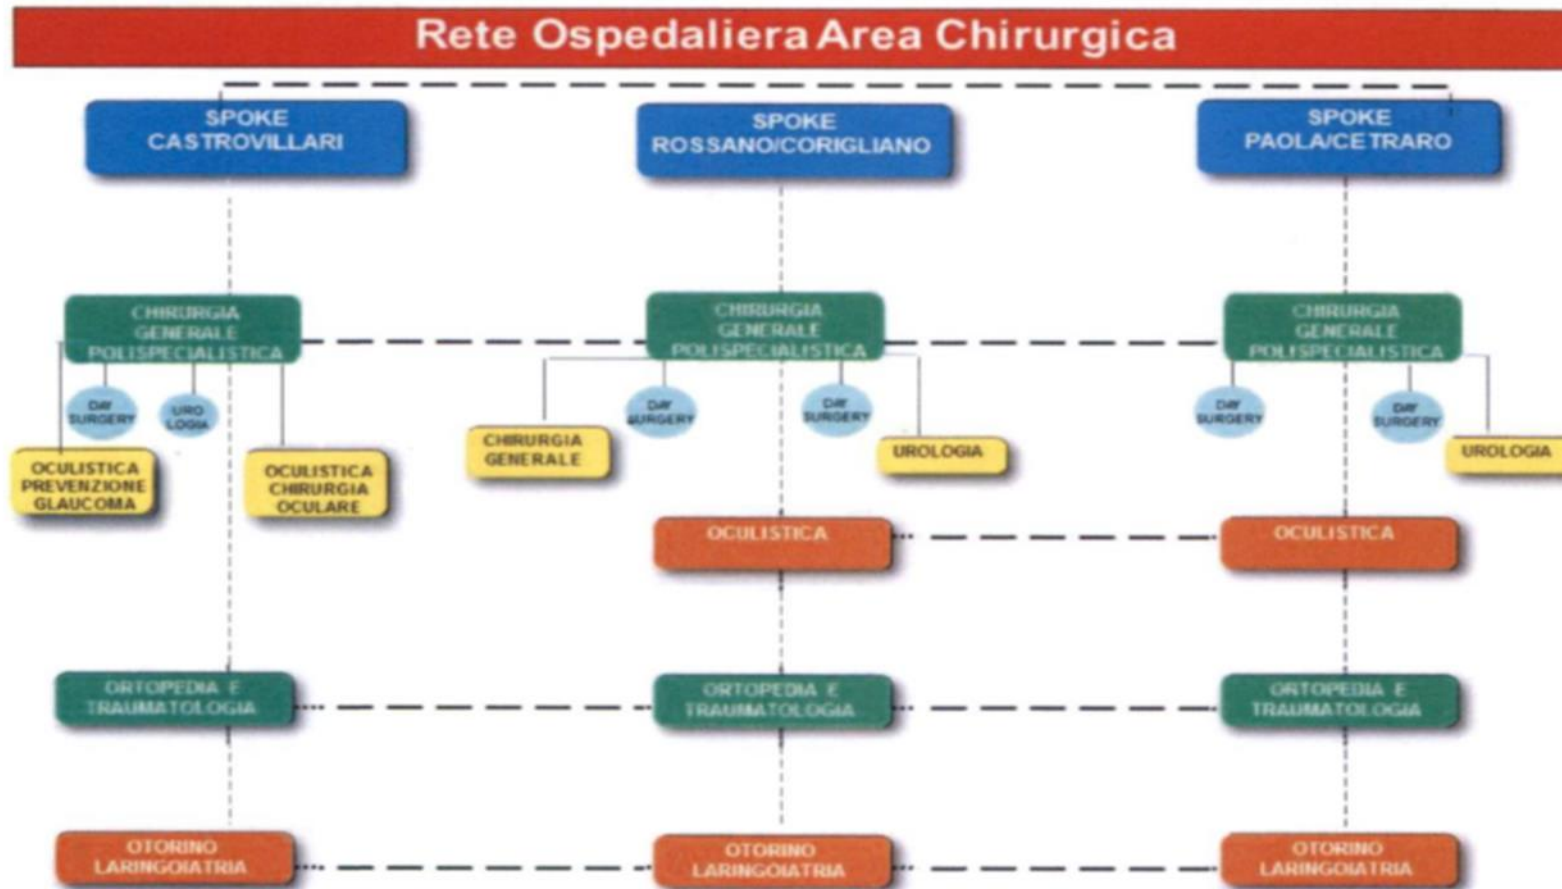 Rete Ospedaliera Area Chirurgica
SPOKE
CASTROVILLARI
SPOKE
ROSSANO/CORIGLIANO
SPOKE
PAOLA/CETRARO
CHIRURGIA
GENERALE
POLISPECIALISTICA
CHIRURGIA
GENERALE
POLISPECIALISTICA
CHIRURGIA
GENERALE
POLISPECIALISTICA
DAY
SURGERY
URO
LOGIA
DAY
SURGERY
DAY
SURGERY
DAY
SURGERY
DAY
SURGERY
OCULISTICA
PREVENZIONE
GLAUCOMA
OCULISTICA
CHIRURGIA
OCULARE
CHIRURGIA
GENERALE
UROLOGIA
UROLOGIA
OCULISTICA
OCULISTICA
ORTOPEDIA E
TRAUMATOLOGIA
ORTOPEDIA E
TRAUMATOLOGIA
ORTOPEDIA E
TRAUMATOLOGIA
OTORINO
LARINGOIATRIA
OTORINO
LARINGOIATRIA
OTORINO
LARINGOIATRIA